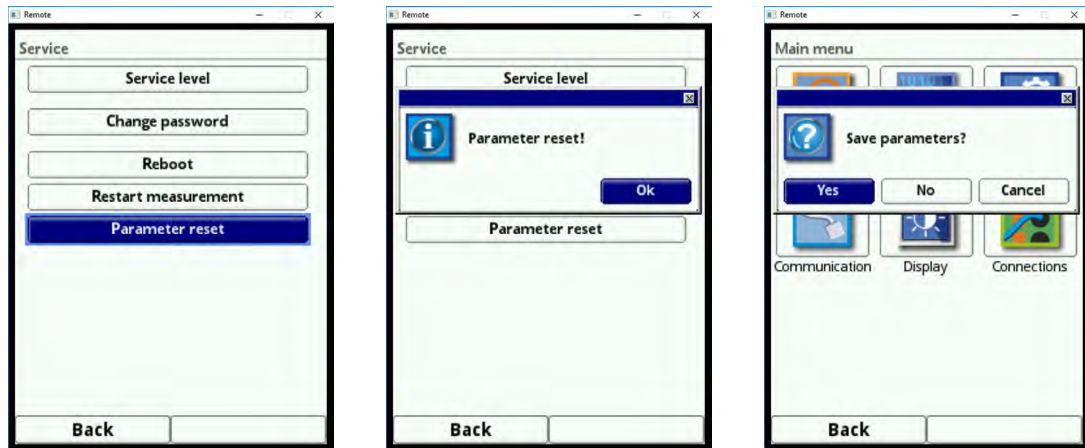 Remote
Service
Service level
Change password
Reboot
Restart measurement
Parameter reset
Back
Remote
Service
Service level
Parameter reset!
Ok
Parameter reset
Back
Remote
Main menu
Save parameters?
Yes No Cancel
Communication Display Connections
Back